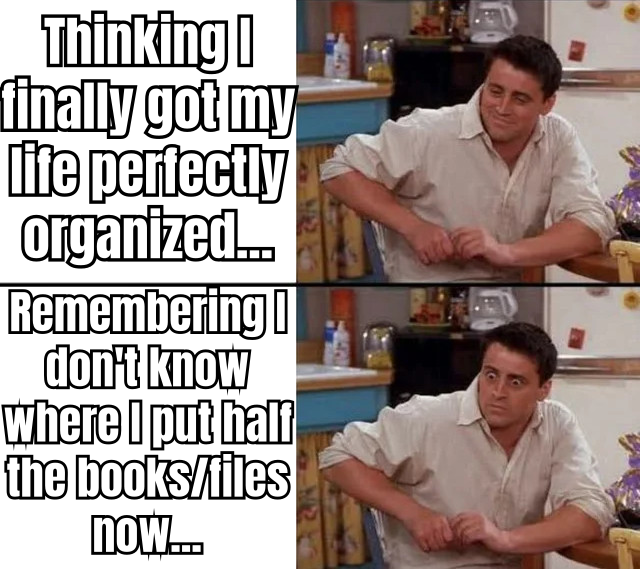 Thinking I
finally got my
life perfectly
organized...
Remembering I
don't know
where I put half
the books/files
now...